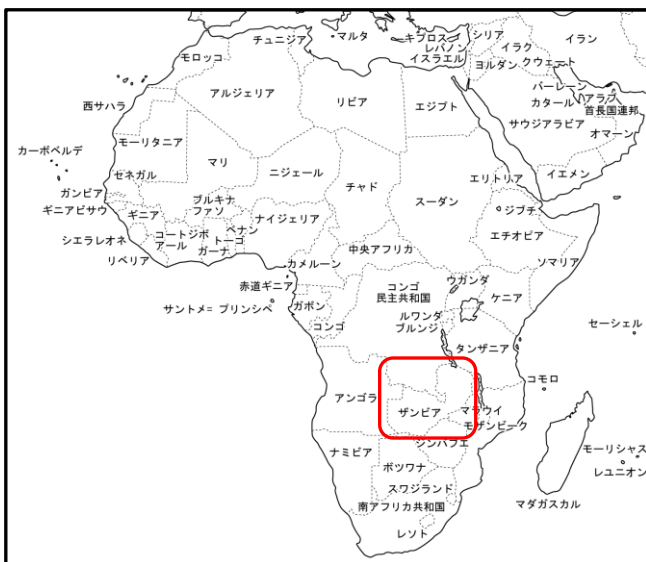 チュニジア
マルタ
キプロス
シリア
イラン
レバノン
イラク
モロッコ
イスラエル
ヨルダン
クウェート
アルジェリア
リビア
エジプト
バーレーン
カタール
アラブ
首長国連邦
西サハラ
サウジアラビア
オマーン
モーリタニア
カーボベルデ
マリ
ニジェール
チャド
スーダン
エリトリア
イエメン
セネガル
ガンビア
ギニアビサウ
ギニア
ブルキナ
ファソ
ナイジェリア
ジブチ
シエラレオネ
コートジボ
アール
ベナン
トーゴ
ガーナ
エチオピア
リベリア
中央アフリカ
カメルーン
ソマリア
赤道ギニア
コンゴ
民主共和国
ウガンダ
ケニア
サントメ= プリンシペ
ガボン
コンゴ
ルワンダ
ブルンジ
セーシェル
タンザニア
アンゴラ
コモロ
ザンビア
マラウイ
モザンビーク
ジンバブエ
ナミビア
ボツワナ
モーリシャス
レユニオン
スワジランド
マダガスカル
南アフリカ共和国
レソト